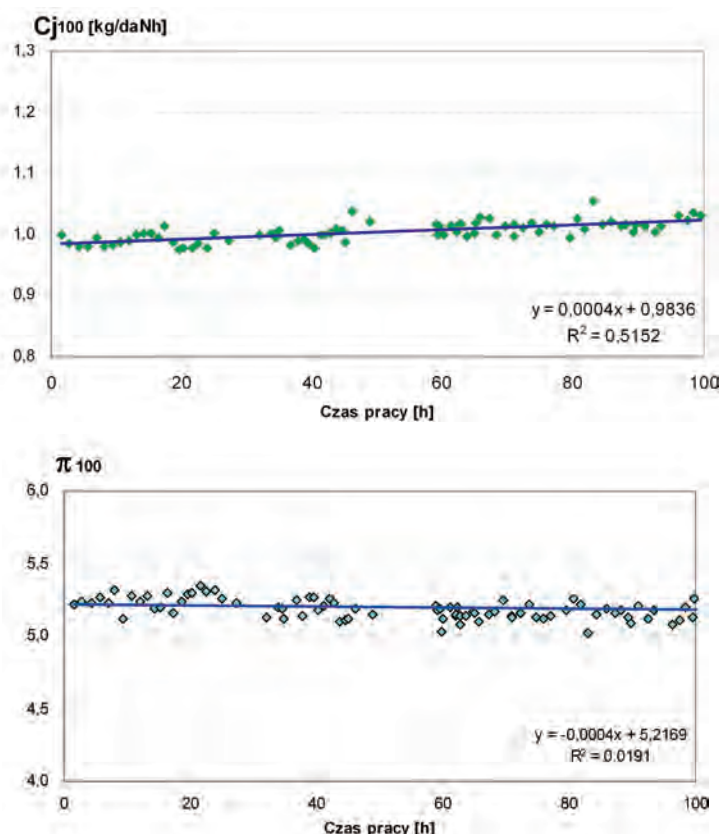 Cj100 [kg/daNh]
1,3
1,2
1,1
1,0
0,9
0,8
y = 0,0004x + 0,9836
R² = 0,5152
0 20 40 60 80 100
Czas pracy [h]
π 100
6,0
5,5
5,0
4,5
4,0
y = -0,0004x + 5,2169
R² = 0.0191
0 20 40 60 80 100
Czas pracy [h]